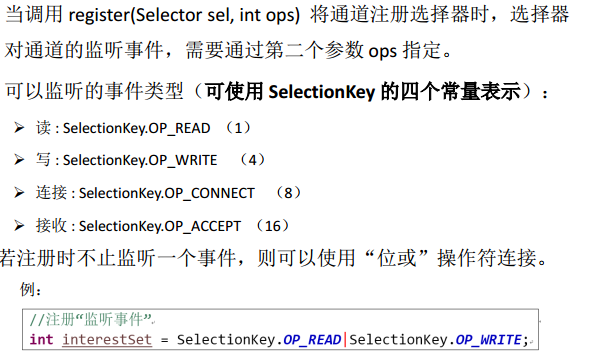 当调用 register(Selector sel, int ops) 将通道注册选择器时，选择器
对通道的监听事件，需要通过第二个参数 ops 指定。
可以监听的事件类型（可使用 SelectionKey 的四个常量表示）：
➢ 读 : SelectionKey.OP_READ （1）
➢ 写 : SelectionKey.OP_WRITE （4）
➢ 连接 : SelectionKey.OP_CONNECT （8）
➢ 接收 : SelectionKey.OP_ACCEPT （16）
若注册时不止监听一个事件，则可以使用“位或”操作符连接。
例：
//注册“监听事件”
int interestSet = SelectionKey.OP_READ|SelectionKey.OP_WRITE;